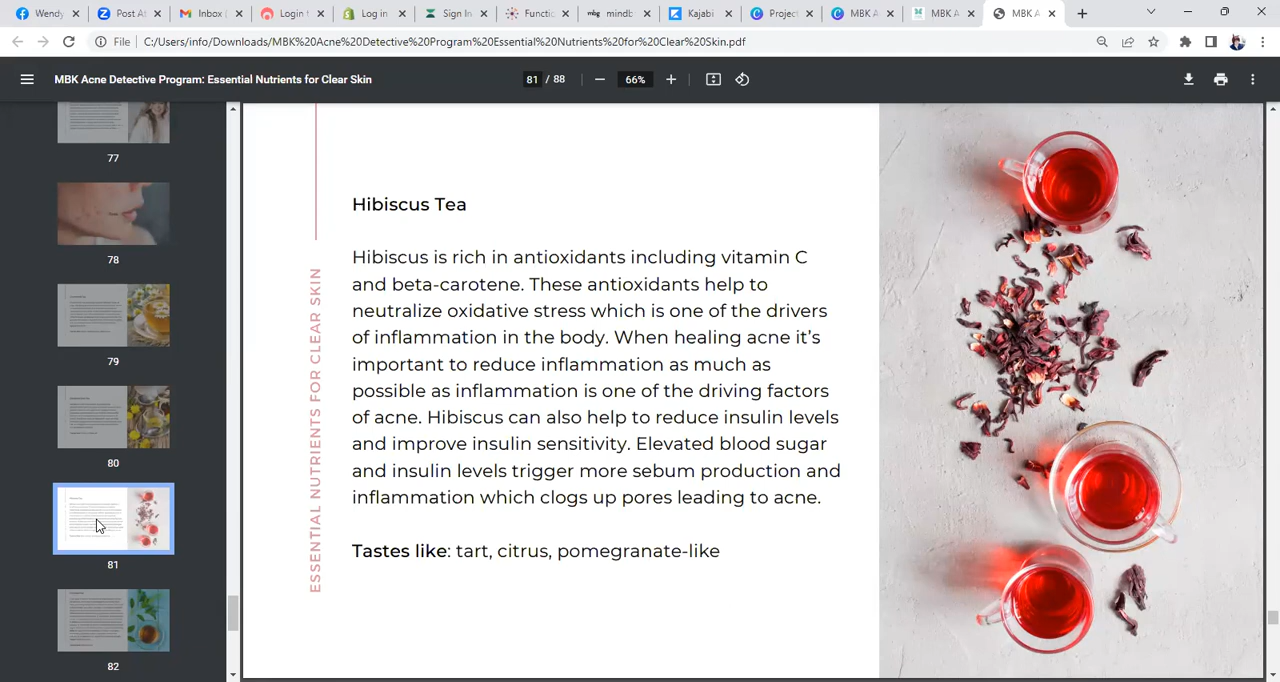 Wendy
Post Al
Inbox (
Login t
Log in
Sign In
Functi
mbg mindb
Kajabi
Project
MBK A
MBK A
MBK A
File
C:/Users/info/Downloads/MBK%20Acne%20Detective%20Program%20Essential%20Nutrients%20for%20Clear%20Skin.pdf
MBK Acne Detective Program: Essential Nutrients for Clear Skin
81 / 88
66%
77
78
79
80
81
82
ESSENTIAL NUTRIENTS FOR CLEAR SKIN
Hibiscus Tea
Hibiscus is rich in antioxidants including vitamin C
and beta-carotene. These antioxidants help to
neutralize oxidative stress which is one of the drivers
of inflammation in the body. When healing acne it’s
important to reduce inflammation as much as
possible as inflammation is one of the driving factors
of acne. Hibiscus can also help to reduce insulin levels
and improve insulin sensitivity. Elevated blood sugar
and insulin levels trigger more sebum production and
inflammation which clogs up pores leading to acne.
Tastes like: tart, citrus, pomegranate-like